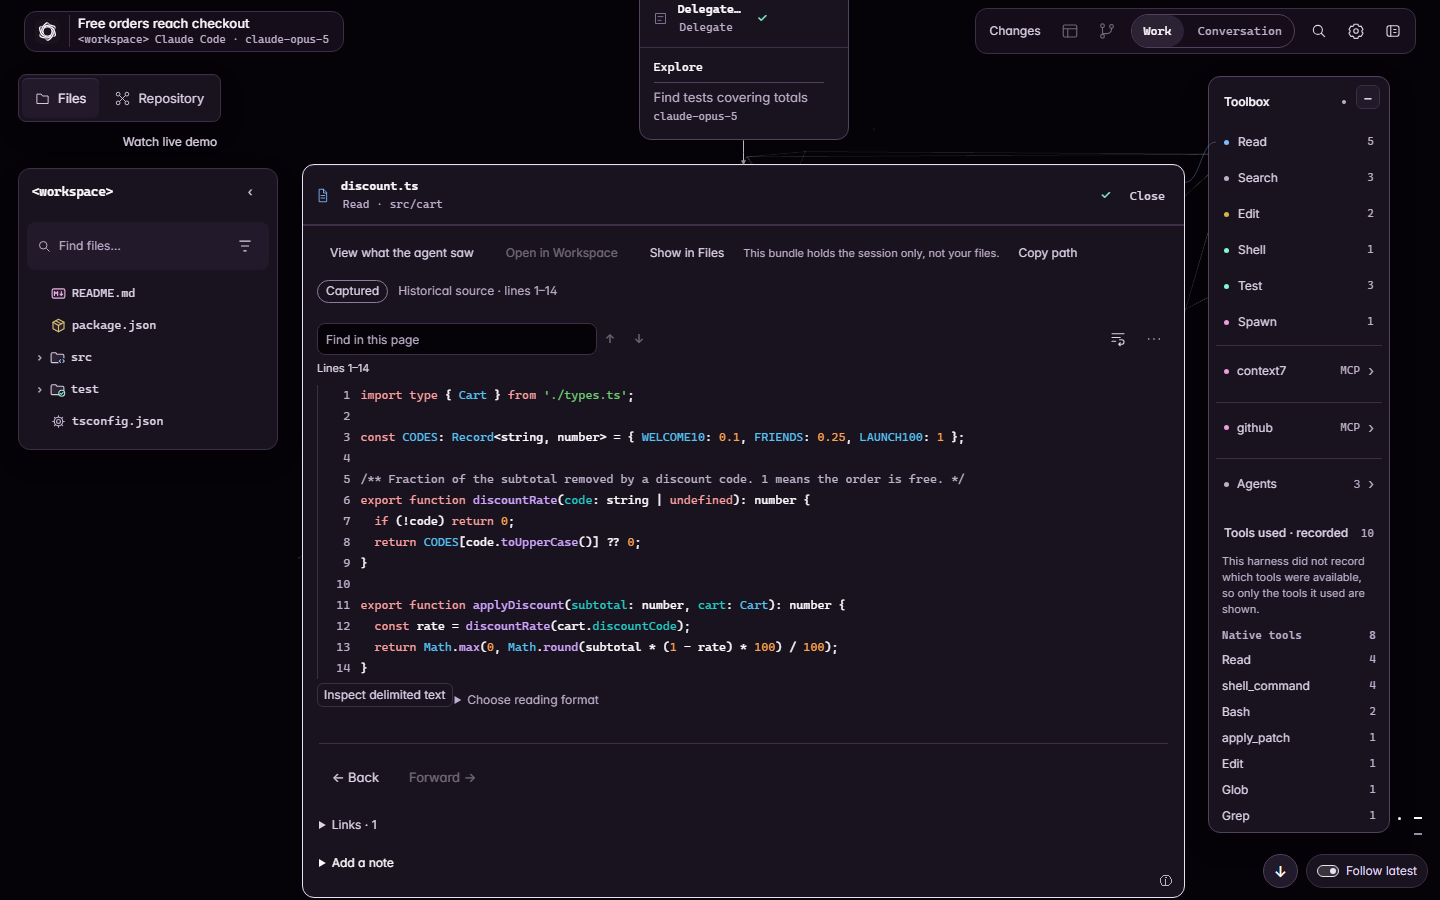 Free orders reach checkout
<workspace> Claude Code · claude-opus-5
Files
Repository
Watch live demo
<workspace>
Find files...
README.md
package.json
src
test
tsconfig.json
Delegate…
Delegate
Explore
Find tests covering totals
claude-opus-5
discount.ts
Read · src/cart
Close
View what the agent saw
Open in Workspace
Show in Files
This bundle holds the session only, not your files.
Copy path
Captured
Historical source · lines 1–14
Find in this page
Lines 1–14
1 import type { Cart } from './types.ts';
2
3 const CODES: Record<string, number> = { WELCOME10: 0.1, FRIENDS: 0.25, LAUNCH100: 1 };
4
5 /** Fraction of the subtotal removed by a discount code. 1 means the order is free. */
6 export function discountRate(code: string | undefined): number {
7   if (!code) return 0;
8   return CODES[code.toUpperCase()] ?? 0;
9 }
10
11 export function applyDiscount(subtotal: number, cart: Cart): number {
12   const rate = discountRate(cart.discountCode);
13   return Math.max(0, Math.round(subtotal * (1 - rate) * 100) / 100);
14 }
Inspect delimited text
Choose reading format
← Back
Forward →
Links · 1
Add a note
Changes
Work
Conversation
Toolbox
Read 5
Search 3
Edit 2
Shell 1
Test 3
Spawn 1
context7 MCP
github MCP
Agents 3
Tools used · recorded 10
This harness did not record
which tools were available,
so only the tools it used are
shown.
Native tools 8
Read 4
shell_command 4
Bash 2
apply_patch 1
Edit 1
Glob 1
Grep 1
Follow latest